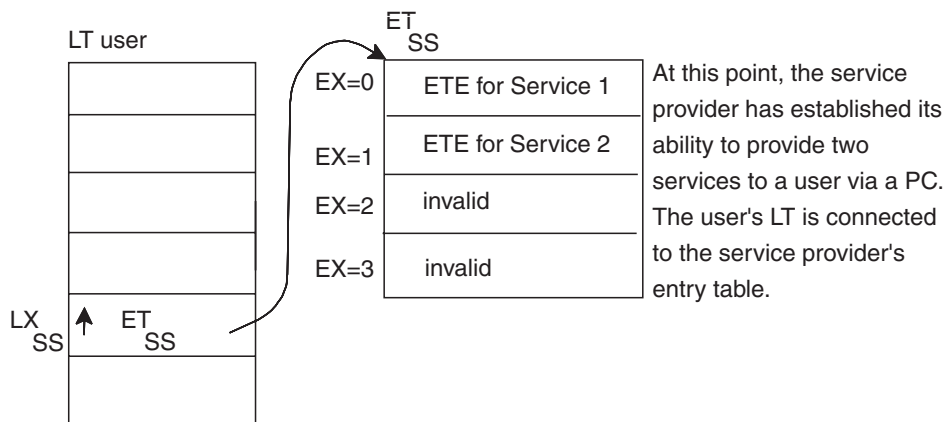 LT user
ET
SS
EX=0
ETE for Service 1
EX=1
ETE for Service 2
EX=2
invalid
EX=3
invalid
At this point, the service
provider has established its
ability to provide two
services to a user via a PC.
The user's LT is connected
to the service provider's
entry table.
LX
SS
ET
SS